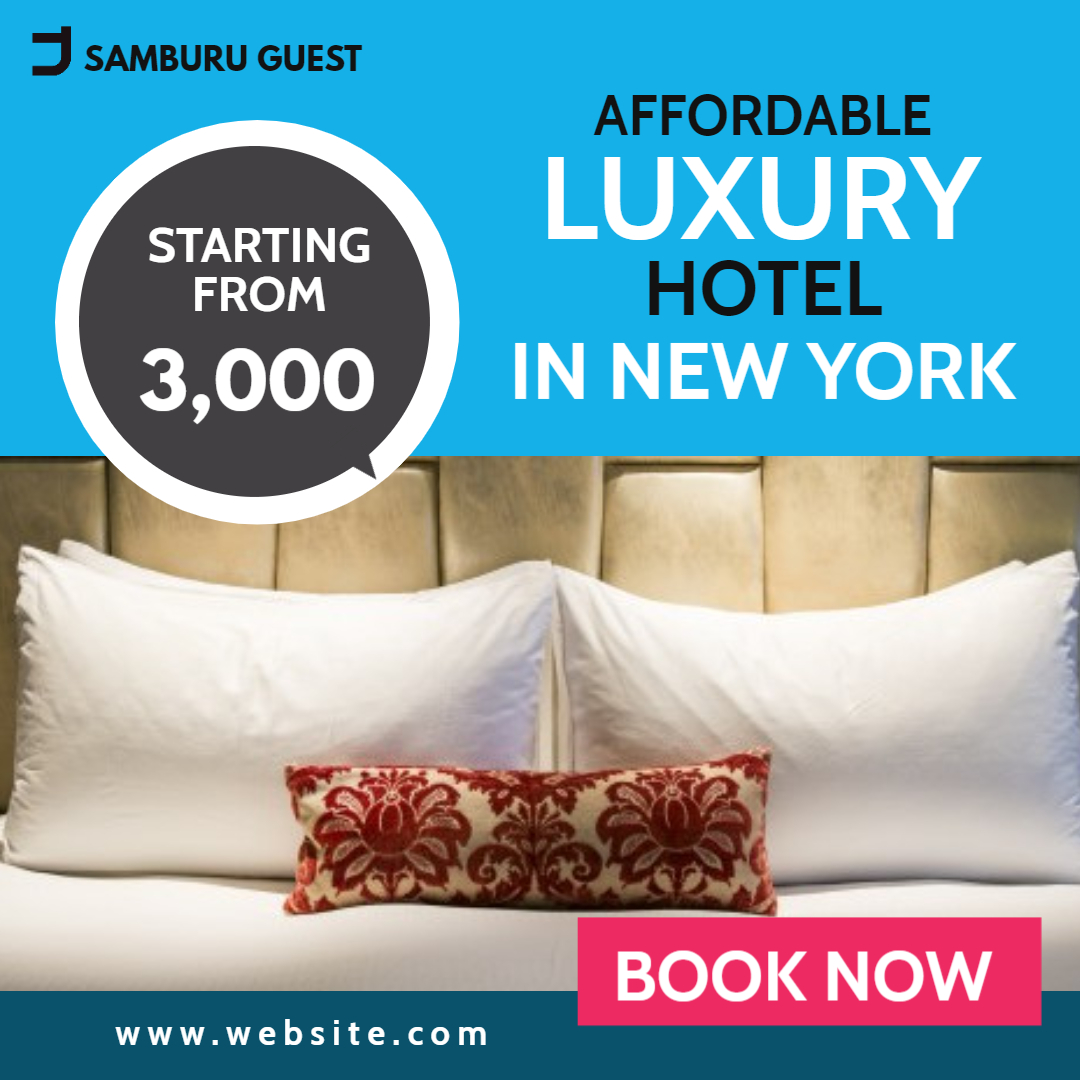 SAMBURU GUEST
AFFORDABLE
LUXURY
HOTEL
IN NEW YORK
STARTING
FROM
3,000
BOOK NOW
www.website.com